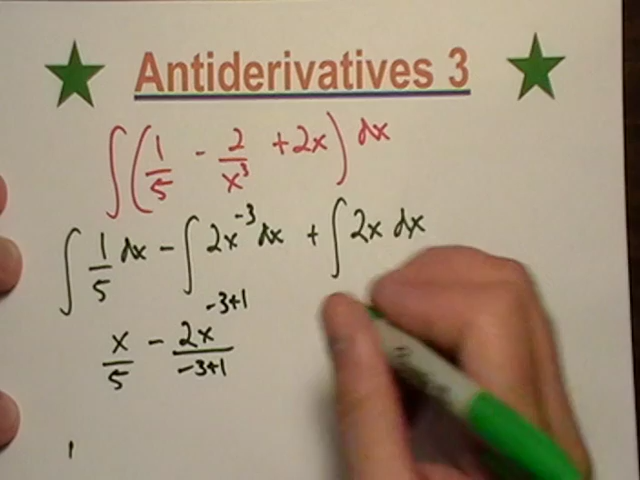 Antiderivatives 3
∫(1/5 - 2/x³ + 2x) dx
∫ 1/5 dx - ∫ 2x⁻³ dx + ∫ 2x dx
x/5 - 2x⁻³⁺¹/-3+1